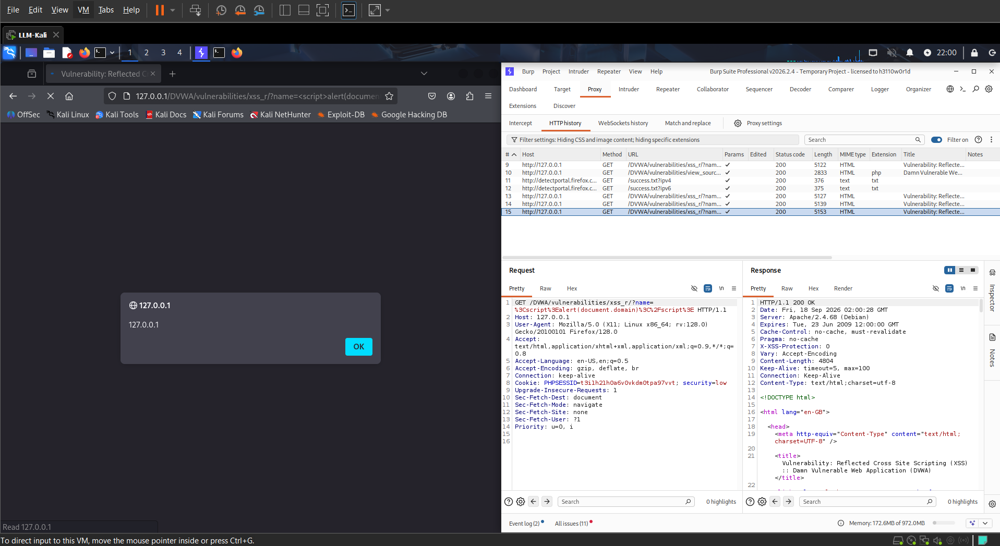 File Edit View VM Tabs Help
LLM-Kali
1 2 3 4 22:00
Vulnerability: Reflected C
127.0.0.1/DVWA/vulnerabilities/xss_r/?name=<script>alert(documen
OffSec Kali Linux Kali Tools Kali Docs Kali Forums Kali NetHunter Exploit-DB Google Hacking DB
127.0.0.1
127.0.0.1
OK
Read 127.0.0.1
Burp Project Intruder Repeater View Help Burp Suite Professional v2026.2.4 - Temporary Project - licensed to h3110w0r1d
Dashboard Target Proxy Intruder Repeater Collaborator Sequencer Decoder Comparer Logger Organizer
Extensions Discover
Intercept HTTP history WebSockets history Match and replace Proxy settings
Filter settings: Hiding CSS and image content; hiding specific extensions Search Filter on
# Host Method URL Params Edited Status code Length MIME type Extension Title Notes
9 http://127.0.0.1 GET /DVWA/vulnerabilities/xss_r/?nam... ✓ 200 5122 HTML Vulnerability: Reflecte...
10 http://127.0.0.1 GET /DVWA/vulnerabilities/view_sourc... ✓ 200 2833 HTML php Damn Vulnerable We...
11 http://detectportal.firefox.c... GET /success.txt?ipv4 ✓ 200 376 text txt
12 http://detectportal.firefox.c... GET /success.txt?ipv6 ✓ 200 375 text txt
13 http://127.0.0.1 GET /DVWA/vulnerabilities/xss_r/?nam... ✓ 200 5127 HTML Vulnerability: Reflecte...
14 http://127.0.0.1 GET /DVWA/vulnerabilities/xss_r/?nam... ✓ 200 5139 HTML Vulnerability: Reflecte...
15 http://127.0.0.1 GET /DVWA/vulnerabilities/xss_r/?nam... ✓ 200 5153 HTML Vulnerability: Reflecte...
Request
Pretty Raw Hex \n
1 GET /DVWA/vulnerabilities/xss_r/?name=
%3Cscript%3Ealert(document.domain)%3C%2Fscript%3E HTTP/1.1
2 Host: 127.0.0.1
3 User-Agent: Mozilla/5.0 (X11; Linux x86_64; rv:128.0)
Gecko/20100101 Firefox/128.0
4 Accept:
text/html,application/xhtml+xml,application/xml;q=0.9,*/*;q=
0.8
5 Accept-Language: en-US,en;q=0.5
6 Accept-Encoding: gzip, deflate, br
7 Connection: keep-alive
8 Cookie: PHPSESSID=t3i1h21h0a6v0vkdm0tpa97vvt; security=low
9 Upgrade-Insecure-Requests: 1
10 Sec-Fetch-Dest: document
11 Sec-Fetch-Mode: navigate
12 Sec-Fetch-Site: none
13 Sec-Fetch-User: ?1
14 Priority: u=0, i
15
16
Search 0 highlights
Response
Pretty Raw Hex Render \n
1 HTTP/1.1 200 OK
2 Date: Fri, 18 Sep 2026 02:00:28 GMT
3 Server: Apache/2.4.68 (Debian)
4 Expires: Tue, 23 Jun 2009 12:00:00 GMT
5 Cache-Control: no-cache, must-revalidate
6 Pragma: no-cache
7 X-XSS-Protection: 0
8 Vary: Accept-Encoding
9 Content-Length: 4804
10 Keep-Alive: timeout=5, max=100
11 Connection: Keep-Alive
12 Content-Type: text/html;charset=utf-8
13
14 <!DOCTYPE html>
15
16 <html lang="en-GB">
17
18 <head>
19 <meta http-equiv="Content-Type" content="text/html;
charset=UTF-8" />
20
21 <title>
Vulnerability: Reflected Cross Site Scripting (XSS)
:: Damn Vulnerable Web Application (DVWA)
</title>
22
Search 0 highlights
Inspector
Notes
Event log (2) All issues (11) Memory: 172.6MB of 972.0MB
To direct input to this VM, move the mouse pointer inside or press Ctrl+G.